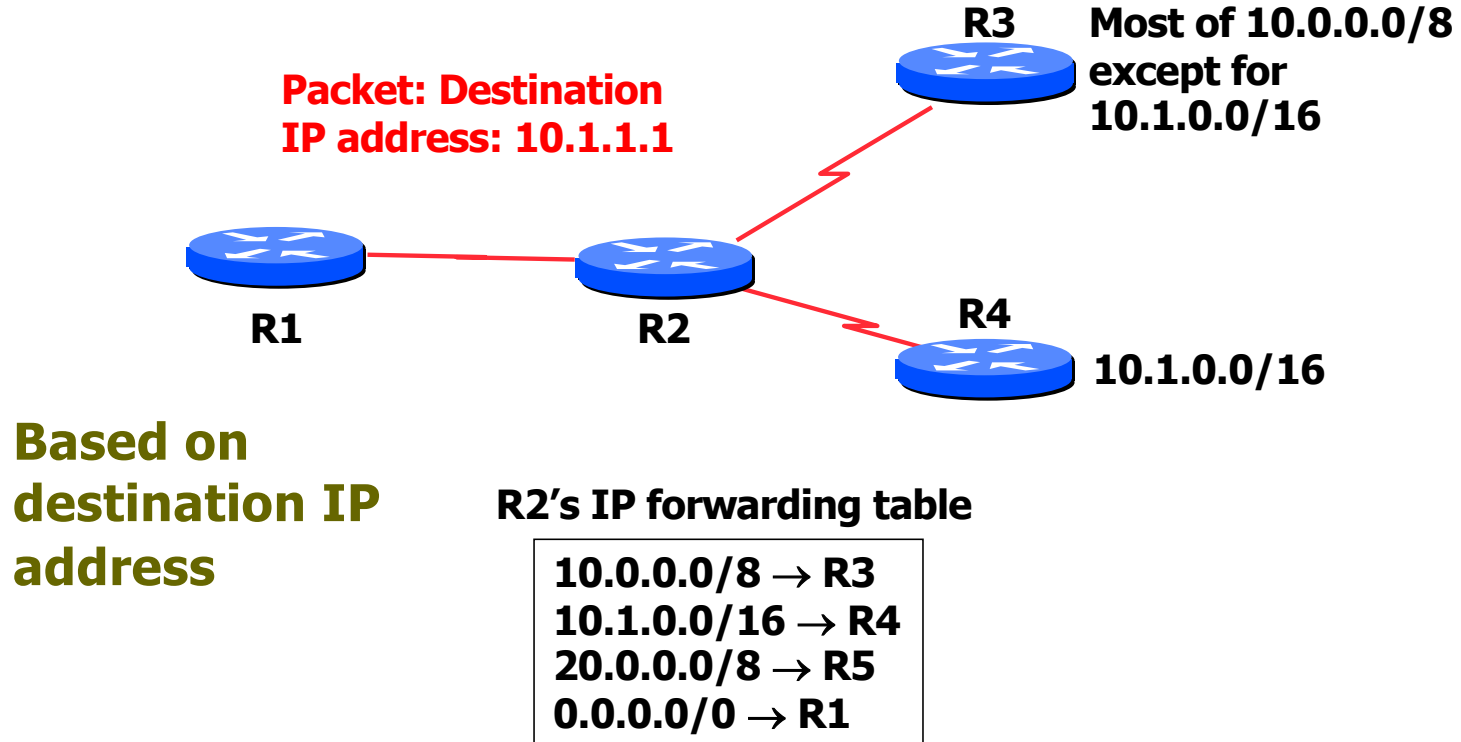 R3
Most of 10.0.0.0/8
except for
10.1.0.0/16
Packet: Destination
IP address: 10.1.1.1
R1
R2
R4
10.1.0.0/16
Based on
destination IP
address
R2’s IP forwarding table
10.0.0.0/8 → R3
10.1.0.0/16 → R4
20.0.0.0/8 → R5
0.0.0.0/0 → R1